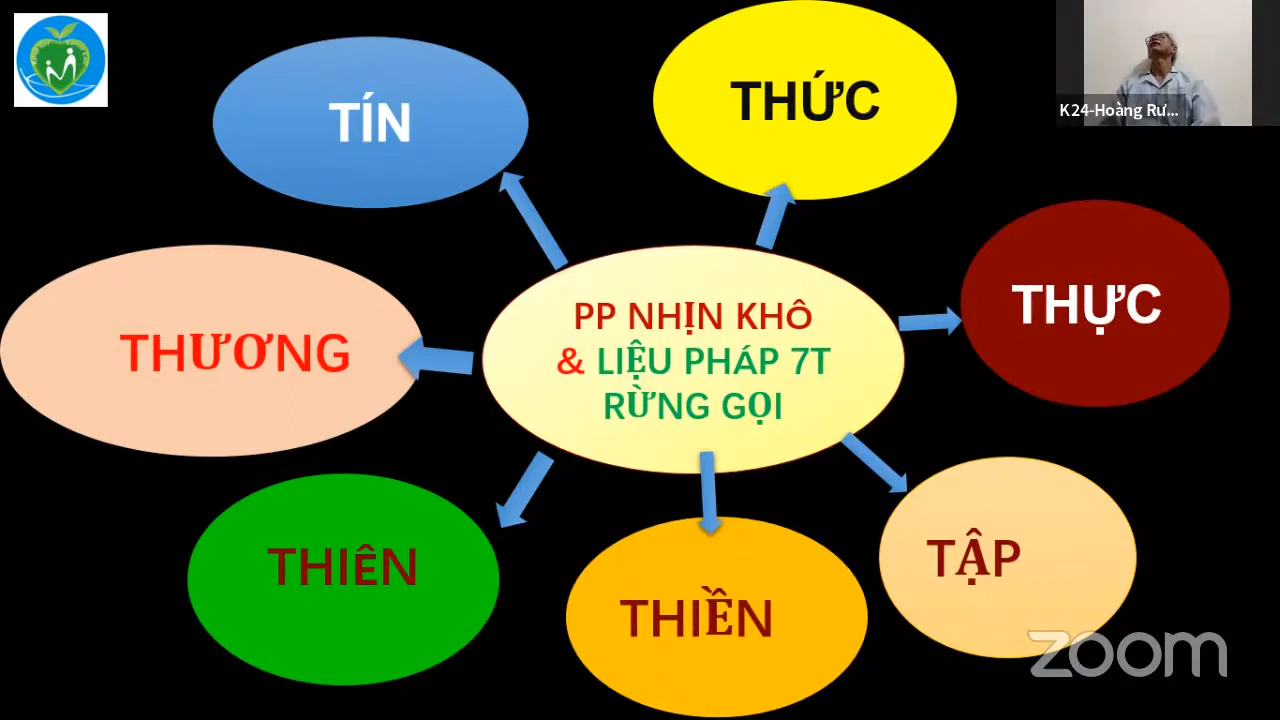 TÍN
THỨC
K24-Hoàng Rư...
THỰC
PP NHỊN KHÔ
& LIỆU PHÁP 7T
RỪNG GỌI
THƯƠNG
TẬP
THIÊN
THIỀN
zoom